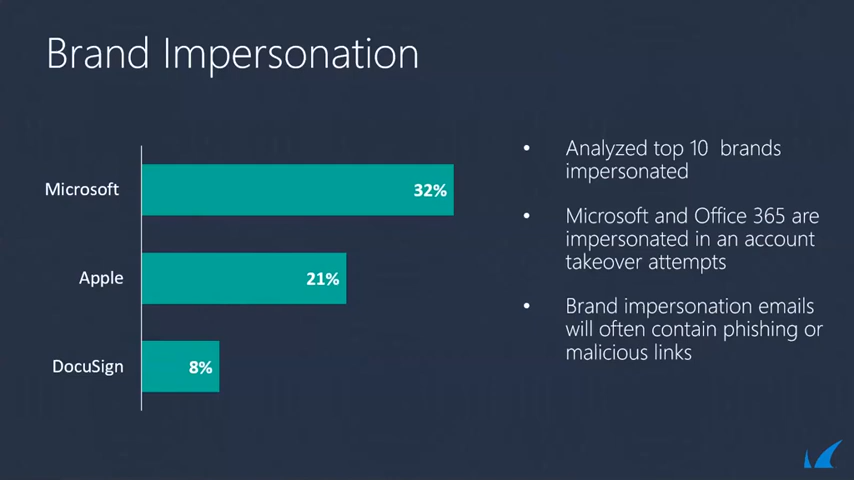 Brand Impersonation
Microsoft
32%
Apple
21%
DocuSign
8%
• Analyzed top 10 brands
impersonated
• Microsoft and Office 365 are
impersonated in an account
takeover attempts
• Brand impersonation emails
will often contain phishing or
malicious links